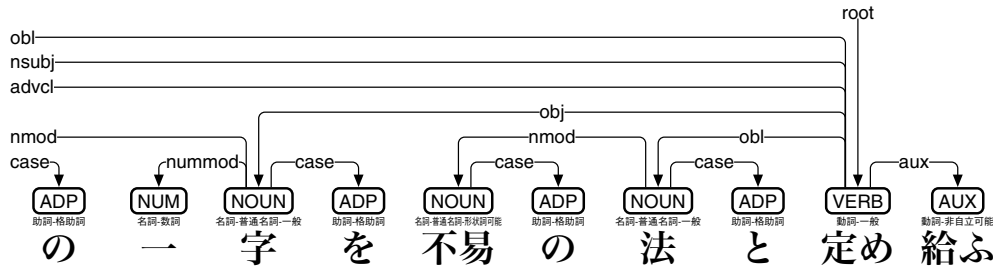 root
obl
nsubj
advcl
obj
nmod nmod obl
case nummod case case case aux
ADP NUM NOUN ADP NOUN ADP NOUN ADP VERB AUX
助詞-格助詞 名詞-数詞 名詞-普通名詞-一般 助詞-格助詞 名詞-普通名詞-形状詞可能 助詞-格助詞 名詞-普通名詞-一般 助詞-格助詞 動詞-一般 動詞-非自立可能
の 一 字 を 不易 の 法 と 定め 給ふ